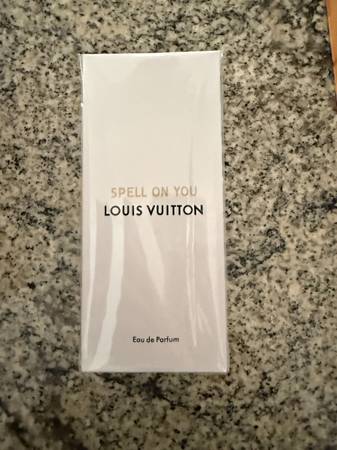 SPELL ON YOU
LOUIS VUITTON
Eau de Parfum